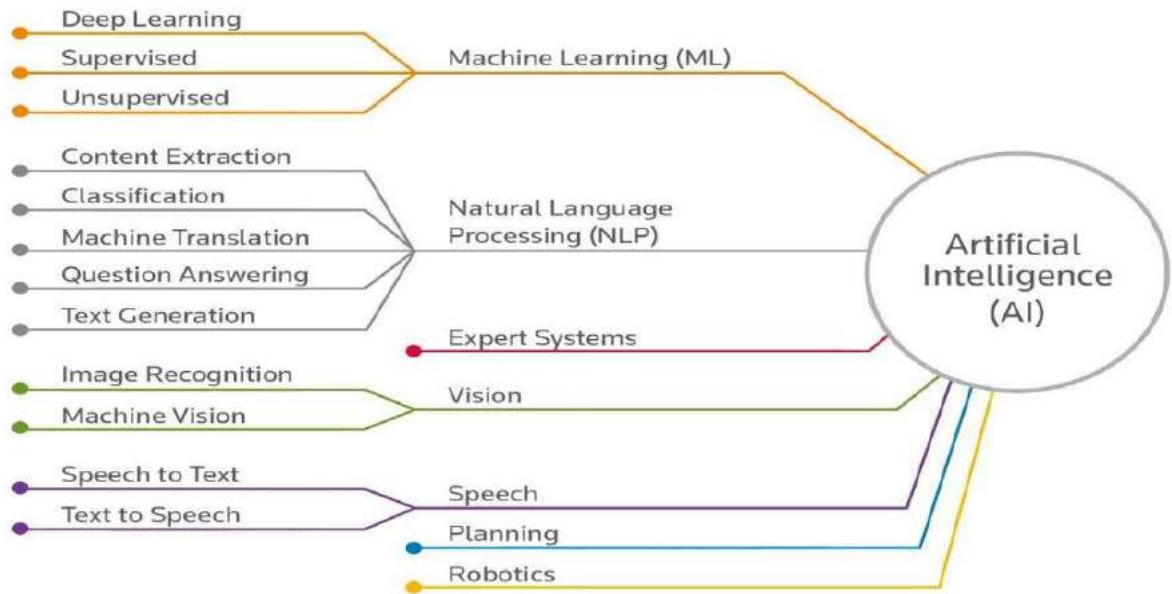 Deep Learning
Supervised
Unsupervised
Machine Learning (ML)
Content Extraction
Classification
Machine Translation
Question Answering
Text Generation
Natural Language
Processing (NLP)
Expert Systems
Image Recognition
Machine Vision
Vision
Speech to Text
Text to Speech
Speech
Planning
Robotics
Artificial
Intelligence
(AI)